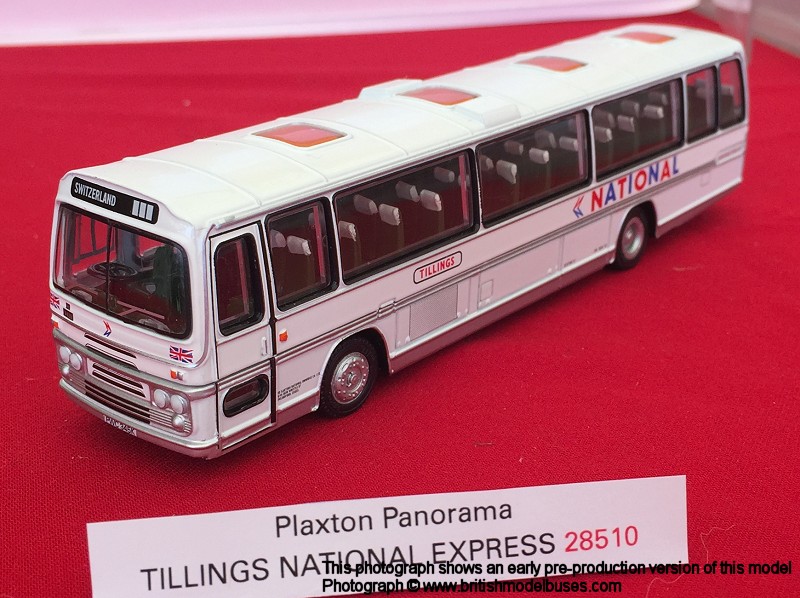 SWITZERLAND
NATIONAL
TILLINGS
Plaxton Panorama
TILLINGS NATIONAL EXPRESS 28510
This photograph shows an early pre-production version of this model
Photograph © www.britishmodelbuses.com